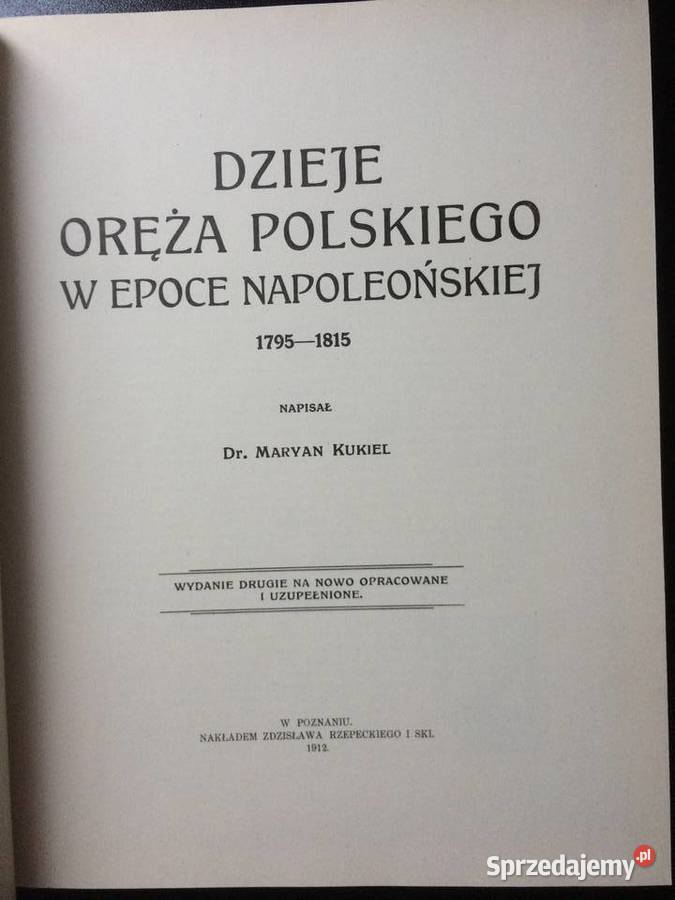 DZIEJE
ORĘŻA POLSKIEGO
W EPOCE NAPOLEOŃSKIEJ
1795—1815
NAPISAŁ
Dr. MARYAN KUKIEL
WYDANIE DRUGIE NA NOWO OPRACOWANE
I UZUPEŁNIONE.
W POZNANIU.
NAKŁADEM ZDZISŁAWA RZEPECKIEGO I SKI.
1912.
Sprzedajemy.pl